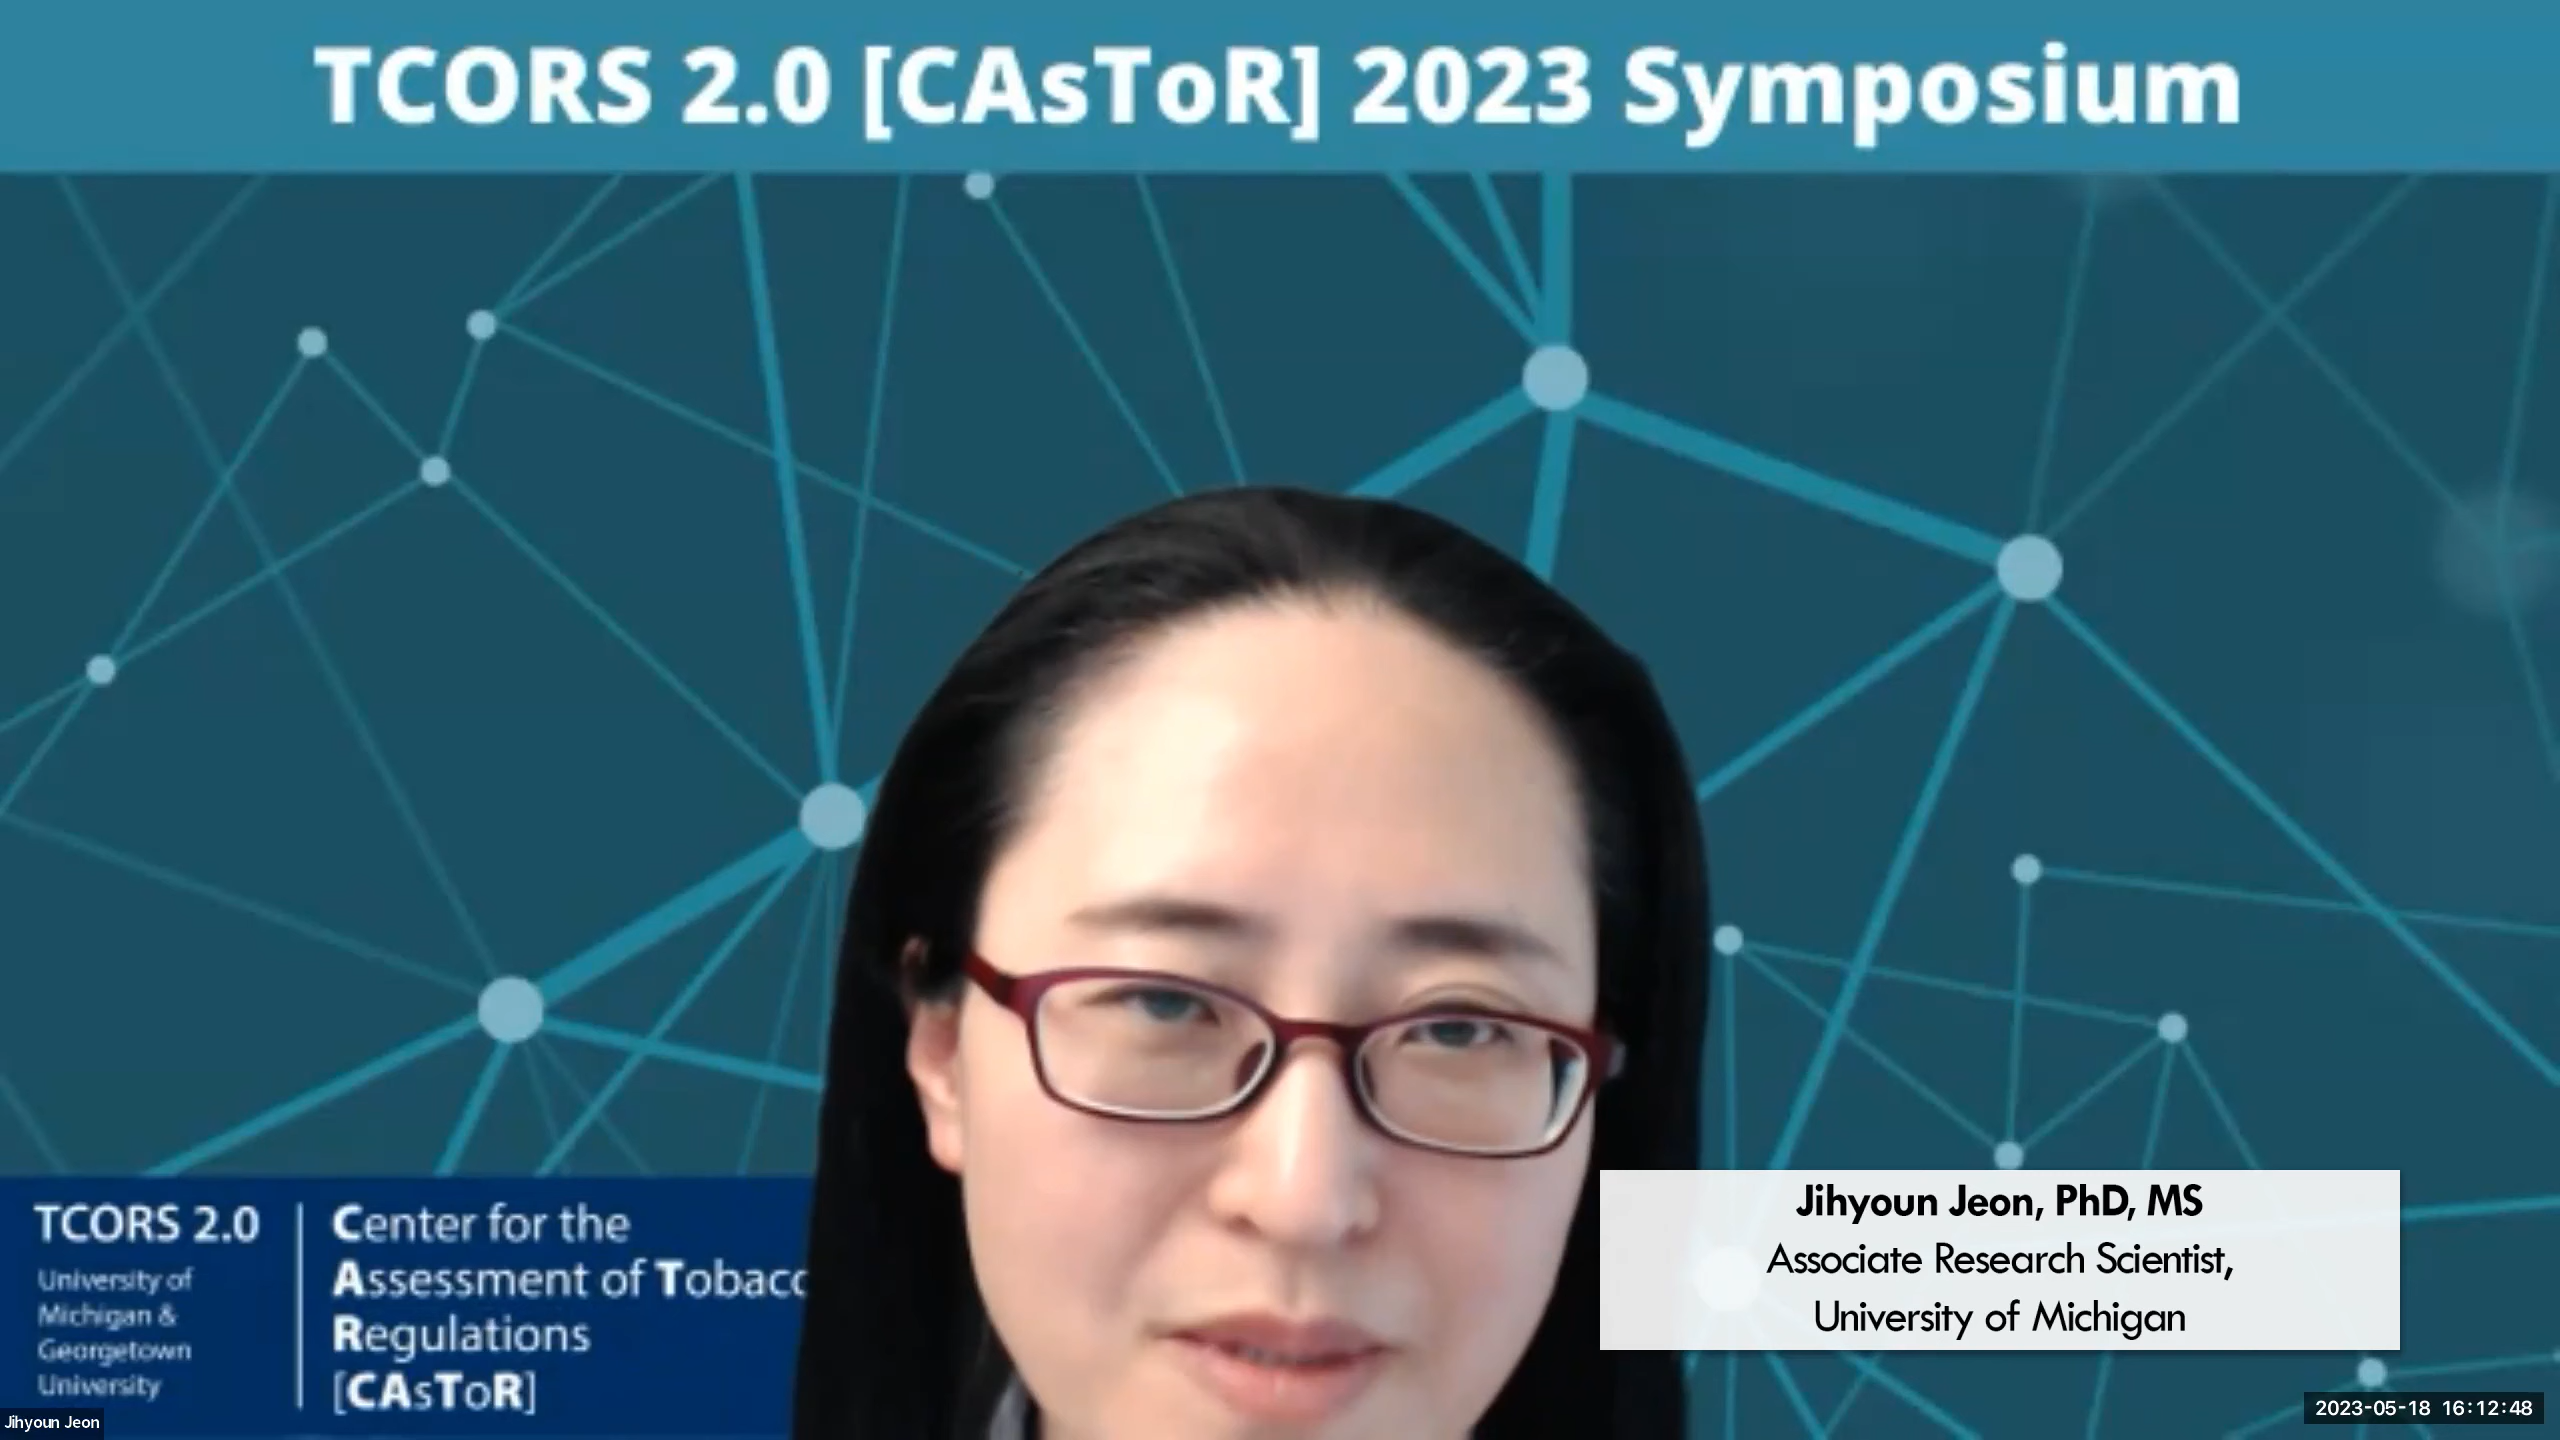 TCORS 2.0 [CAsToR] 2023 Symposium
TCORS 2.0
University of
Michigan &
Georgetown
University
Center for the
Assessment of Tobacc
Regulations
[CAsToR]
Jihyoun Jeon, PhD, MS
Associate Research Scientist,
University of Michigan
Jihyoun Jeon
2023-05-18 16:12:48